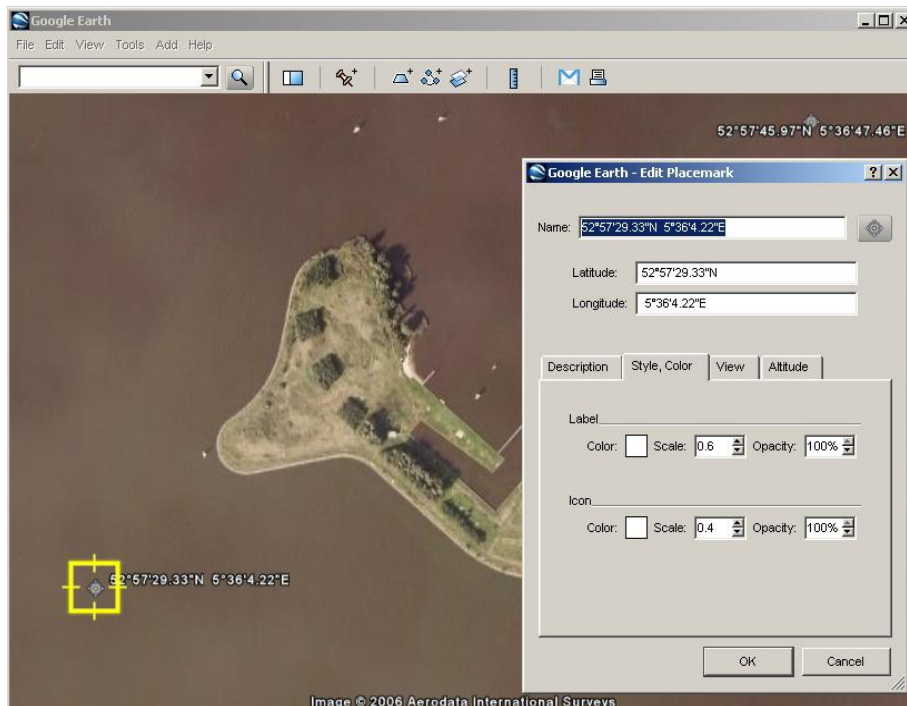 Google Earth
File Edit View Tools Add Help
52°57'45.97"N 5°36'47.46"E
Google Earth - Edit Placemark
Name: 52°57'29.33"N 5°36'4.22"E
Latitude: 52°57'29.33"N
Longitude: 5°36'4.22"E
Description Style, Color View Altitude
Label
Color: Scale: 0.6 Opacity: 100%
Icon
Color: Scale: 0.4 Opacity: 100%
52°57'29.33"N 5°36'4.22"E
OK Cancel
Image © 2006 Aerodata International Surveys